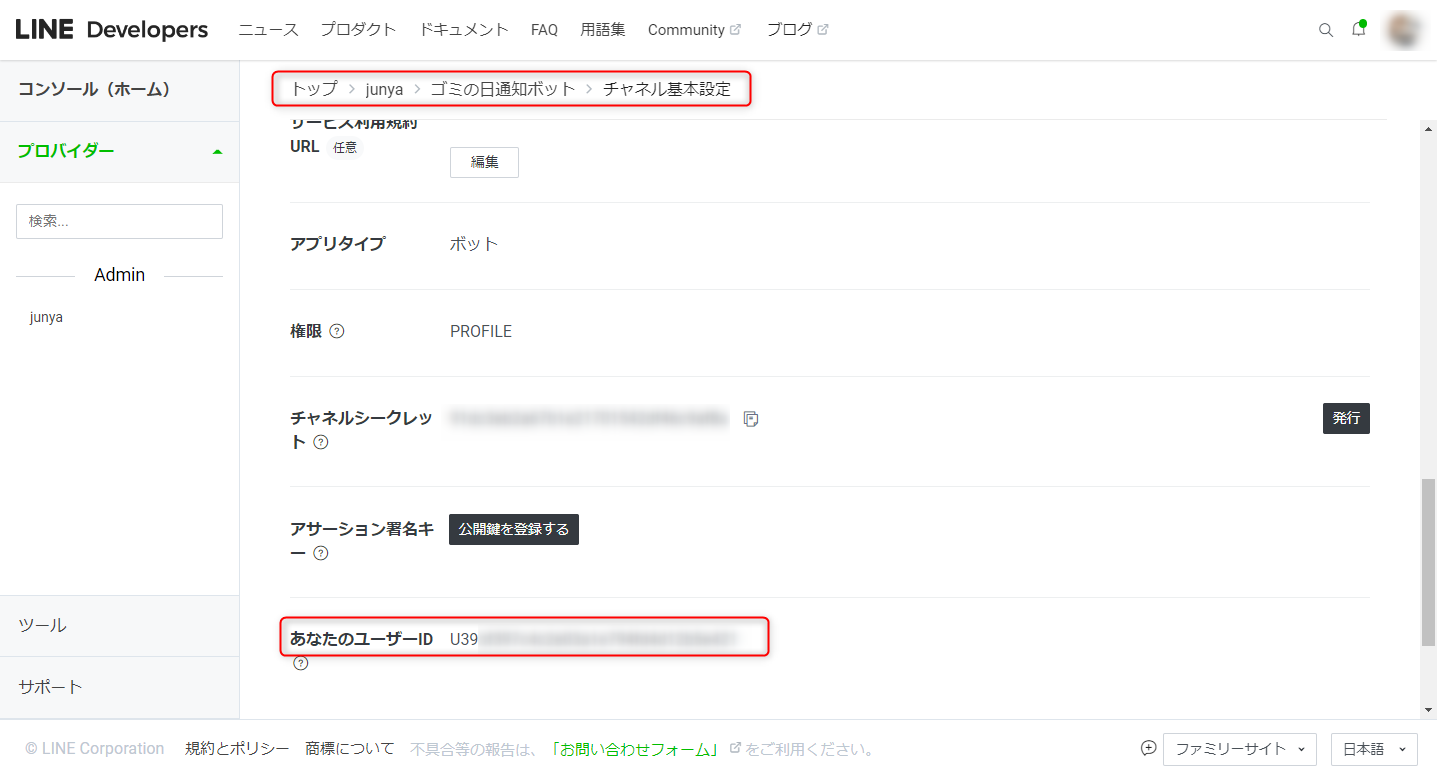 LINE Developers ニュース プロダクト ドキュメント FAQ 用語集 Community ブログ
コンソール（ホーム）
プロバイダー
検索...
Admin
junya
ツール
サポート
トップ > junya > ゴミの日通知ボット > チャネル基本設定
サービス利用規約
URL 任意
編集
アプリタイプ ボット
権限 PROFILE
チャネルシークレッ
ト
発行
アサーション署名キ
ー
公開鍵を登録する
あなたのユーザーID U39
© LINE Corporation 規約とポリシー 商標について 不具合等の報告は、「お問い合わせフォーム」をご利用ください。 ファミリーサイト 日本語